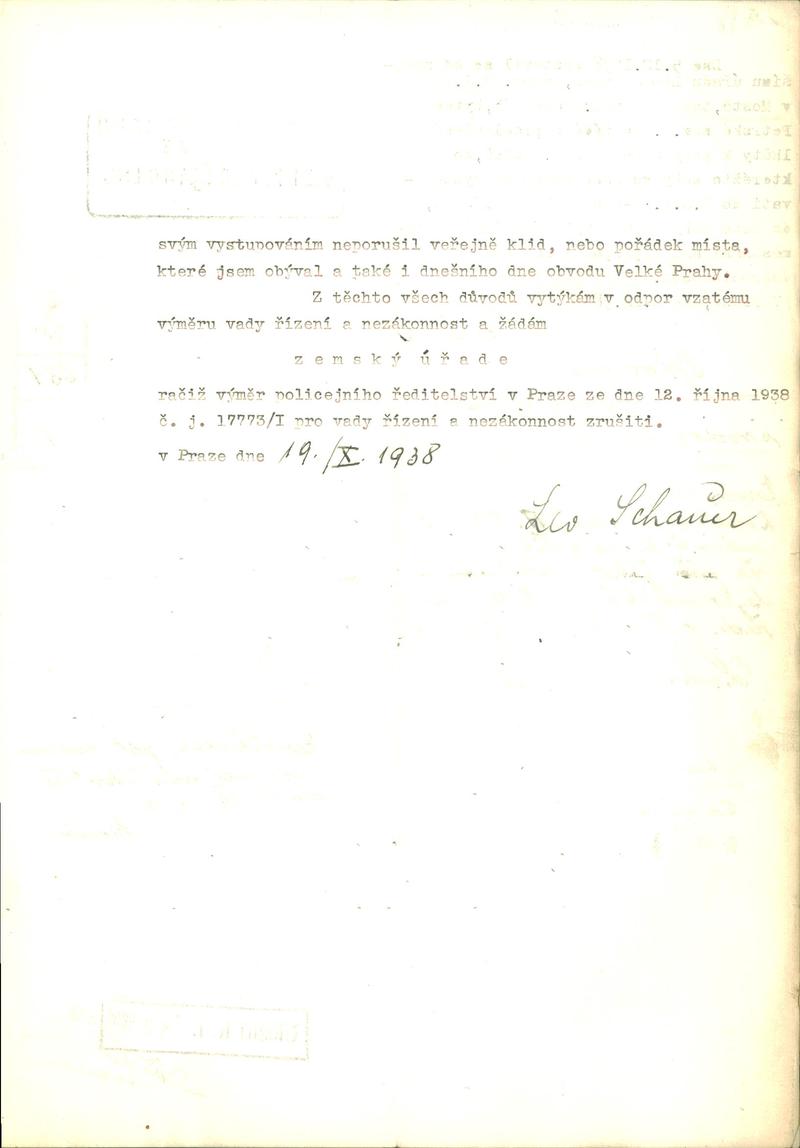 svým vystupováním neporušil veřejně klid, nebo pořádek místa,
které jsem obýval a také i dnešního dne obvodu Velké Prahy.
Z těchto všech důvodů vytýkám v odpor vzatému
výměru vady řízení a nezákonnost a žádám
zemský úřade
račiž výměr policejního ředitelství v Praze ze dne 12. října 1938
č. j. 17773/I pro vady řízení a nezákonnost zrušiti.
v Praze dne 19./X. 1938
Leo Schauer